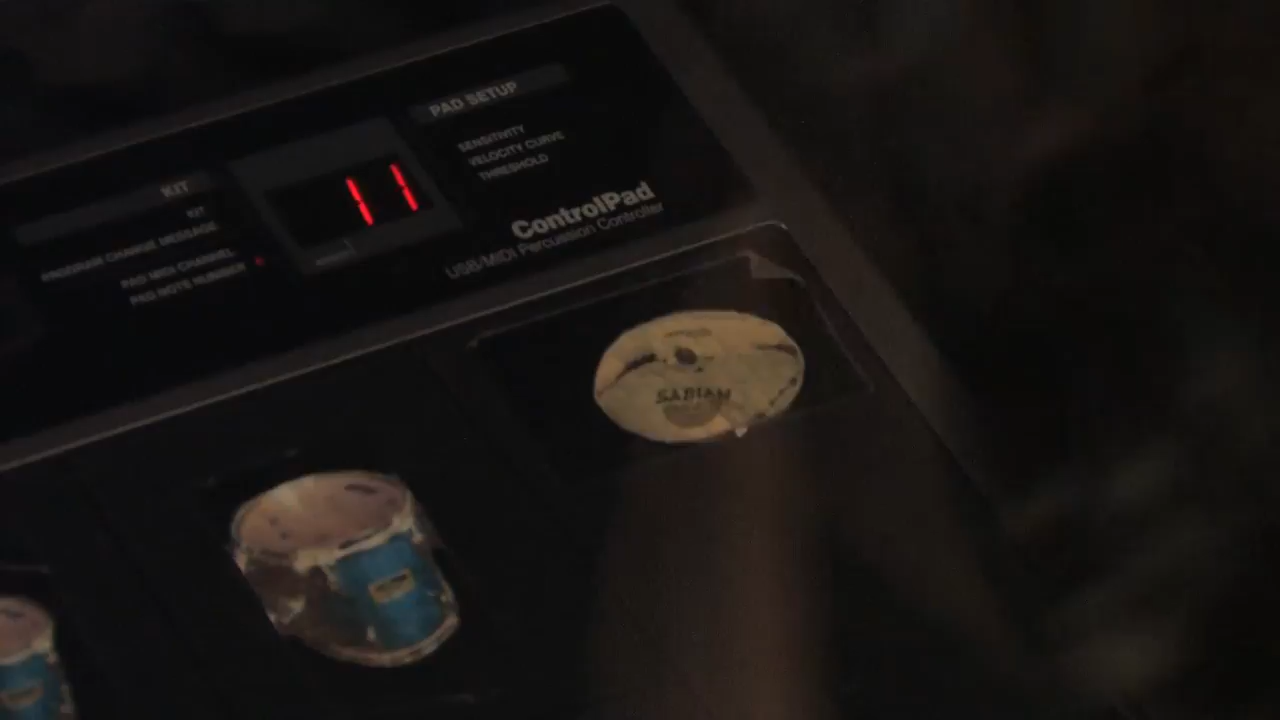 KIT
KIT
PROGRAM CHANGE MESSAGE
PAD MIDI CHANNEL
PAD NOTE NUMBER
11
PAD SETUP
SENSITIVITY
VELOCITY CURVE
THRESHOLD
ControlPad
USB-MIDI Percussion Controller
SABIAN